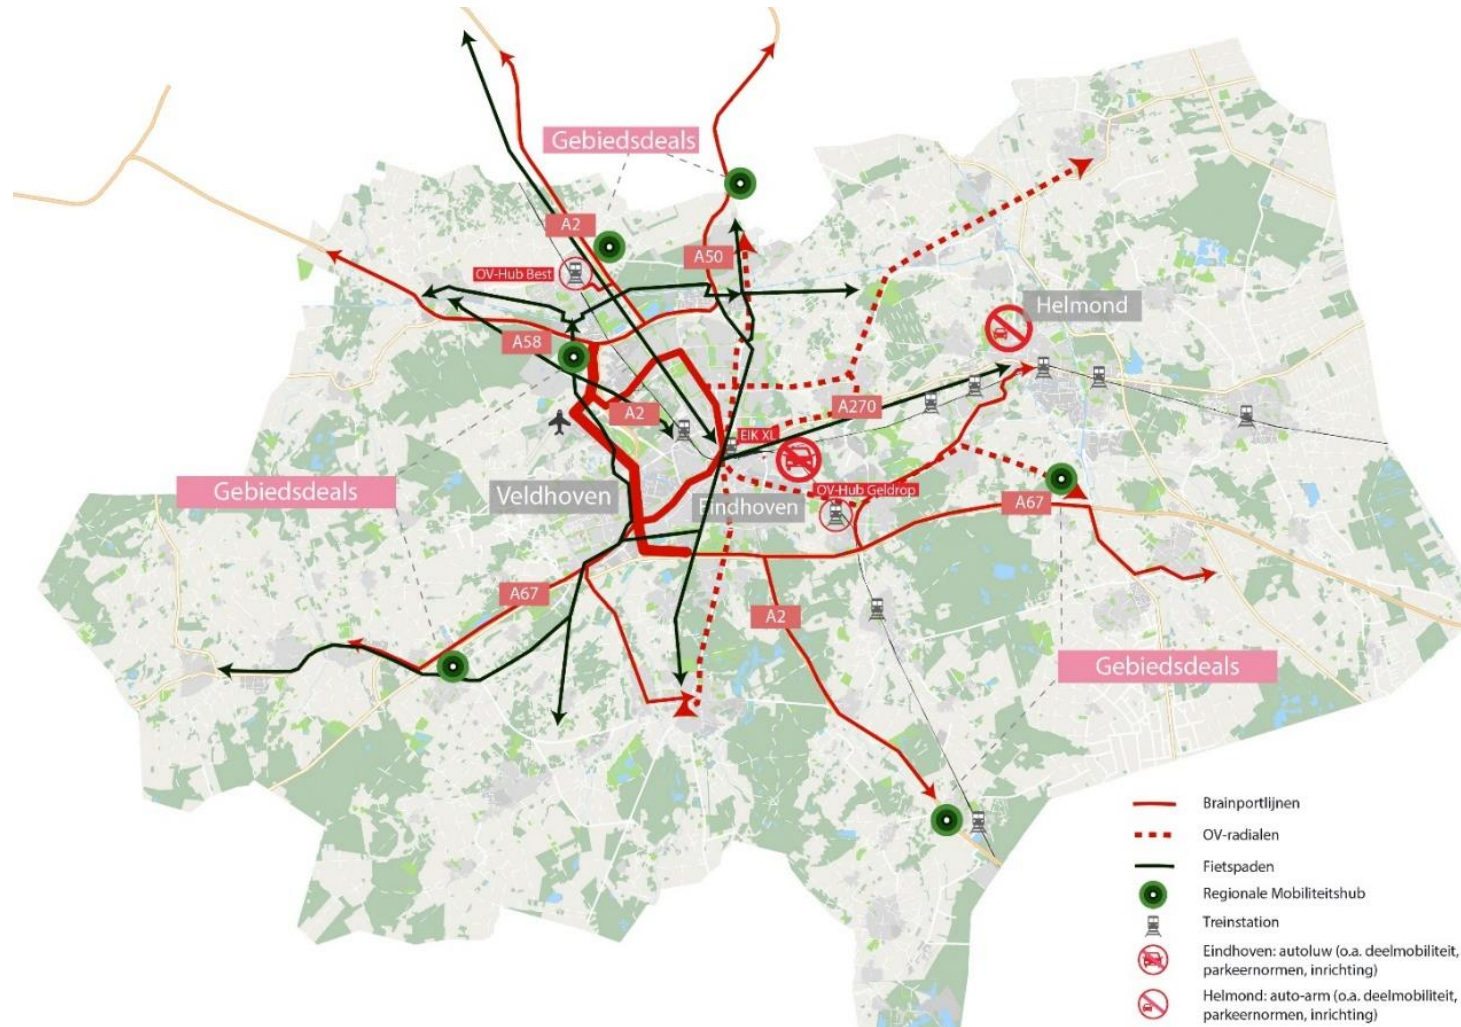 Gebiedsdeals
A2
A50
OV-Hub Best
Helmond
A58
A2
A270
EIK XL
Gebiedsdeals
Veldhoven
OV-Hub Geldrop
Eindhoven
A67
A67
A2
Gebiedsdeals
Brainportlijnen
OV-radialen
Fietspaden
Regionale Mobiliteitshub
Treinstation
Eindhoven: autoluw (o.a. deelmobiliteit,
parkeernormen, inrichting)
Helmond: auto-arm (o.a. deelmobiliteit,
parkeernormen, inrichting)